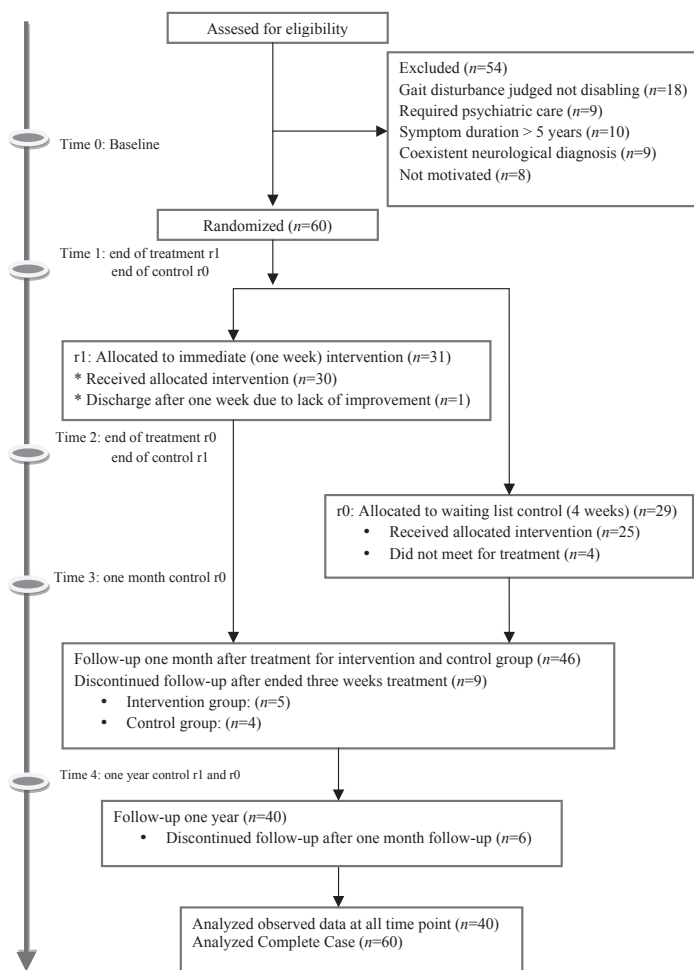 Assesed for eligibility
Excluded (n=54)
Gait disturbance judged not disabling (n=18)
Required psychiatric care (n=9)
Symptom duration > 5 years (n=10)
Coexistent neurological diagnosis (n=9)
Not motivated (n=8)
Time 0: Baseline
Randomized (n=60)
Time 1: end of treatment r1
end of control r0
r1: Allocated to immediate (one week) intervention (n=31)
* Received allocated intervention (n=30)
* Discharge after one week due to lack of improvement (n=1)
Time 2: end of treatment r0
end of control r1
r0: Allocated to waiting list control (4 weeks) (n=29)
• Received allocated intervention (n=25)
• Did not meet for treatment (n=4)
Time 3: one month control r0
Follow-up one month after treatment for intervention and control group (n=46)
Discontinued follow-up after ended three weeks treatment (n=9)
• Intervention group: (n=5)
• Control group: (n=4)
Time 4: one year control r1 and r0
Follow-up one year (n=40)
• Discontinued follow-up after one month follow-up (n=6)
Analyzed observed data at all time point (n=40)
Analyzed Complete Case (n=60)